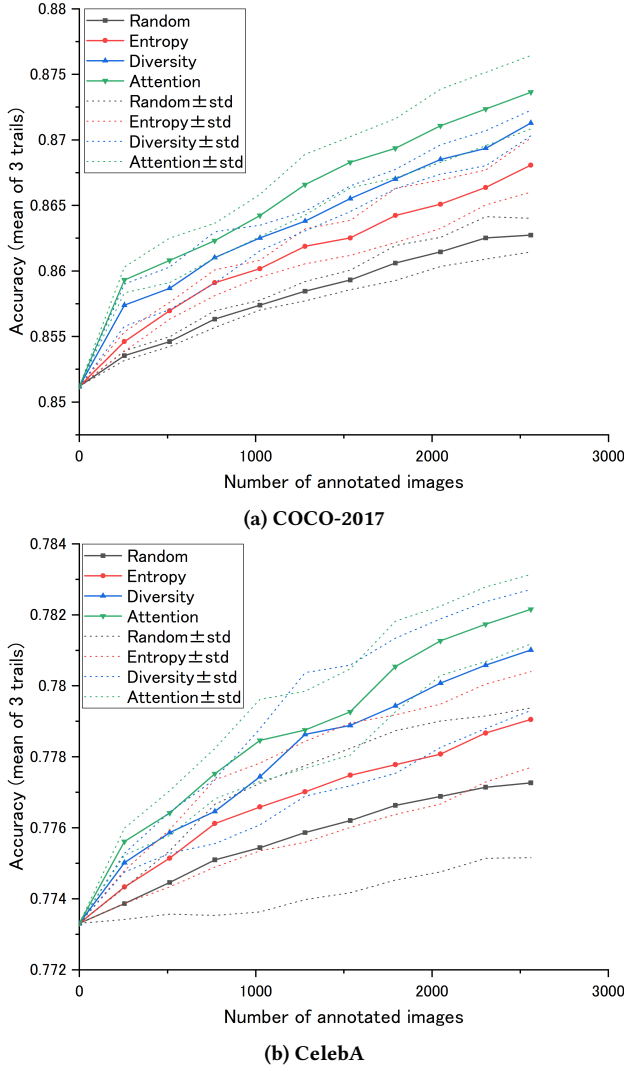 0.88
0.875
0.87
0.865
0.86
0.855
0.85
Accuracy (mean of 3 trails)
Random
Entropy
Diversity
Attention
Random±std
Entropy±std
Diversity±std
Attention±std
0 1000 2000 3000
Number of annotated images
(a) COCO-2017
0.784
0.782
0.78
0.778
0.776
0.774
0.772
Accuracy (mean of 3 trails)
Random
Entropy
Diversity
Attention
Random±std
Entropy±std
Diversity±std
Attention±std
0 1000 2000 3000
Number of annotated images
(b) CelebA